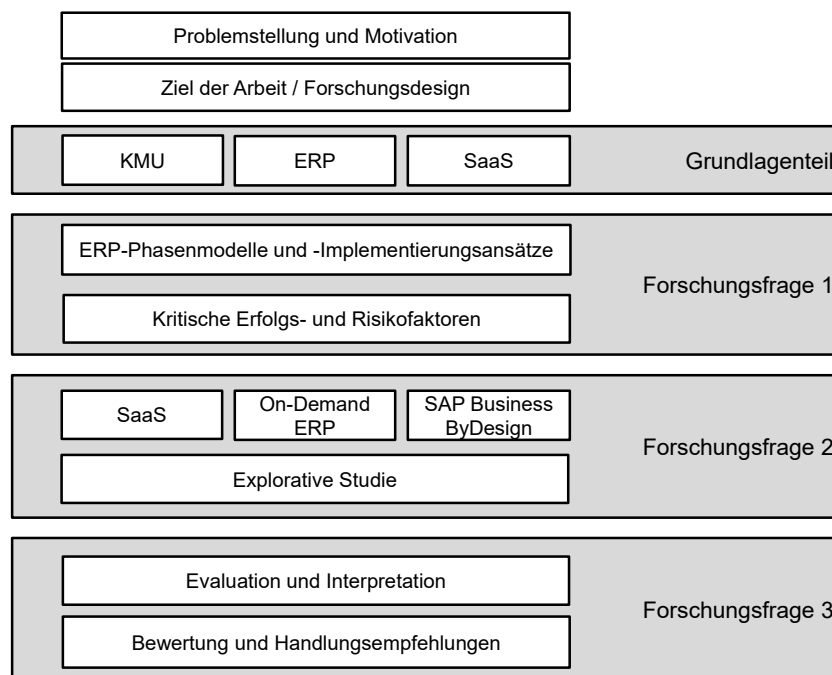 Problemstellung und Motivation
Ziel der Arbeit / Forschungsdesign
KMU
ERP
SaaS
Grundlagenteil
ERP-Phasenmodelle und -Implementierungsansätze
Kritische Erfolgs- und Risikofaktoren
Forschungsfrage 1
SaaS
On-Demand
ERP
SAP Business
ByDesign
Explorative Studie
Forschungsfrage 2
Evaluation und Interpretation
Bewertung und Handlungsempfehlungen
Forschungsfrage 3